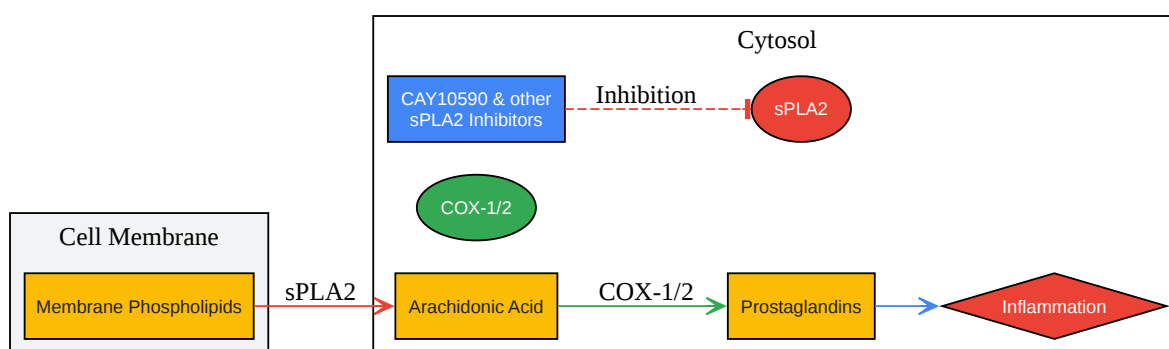 Cytosol
CAY10590 & other
sPLA2 Inhibitors
Inhibition
sPLA2
COX-1/2
Cell Membrane
Membrane Phospholipids
sPLA2
Arachidonic Acid
COX-1/2
Prostaglandins
Inflammation